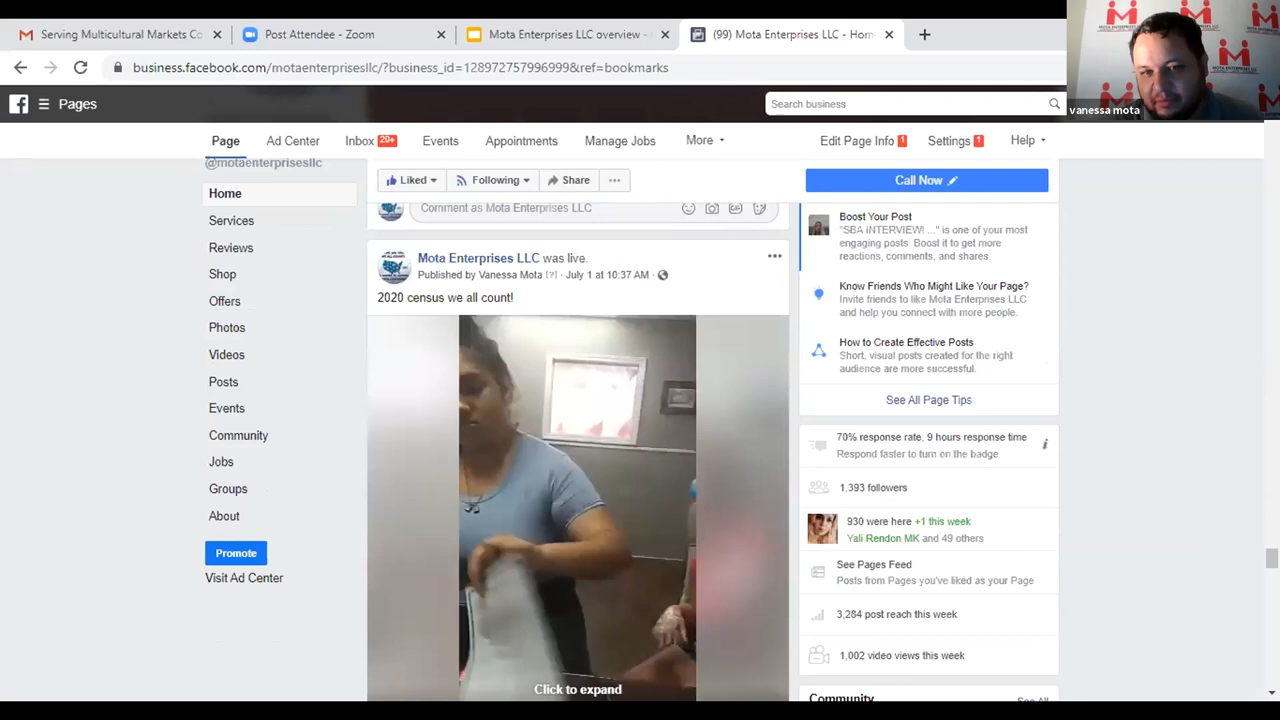 Serving Multicultural Markets Co
Post Attendee - Zoom
Mota Enterprises LLC overview -
(99) Mota Enterprises LLC - Hom
business.facebook.com/motaenterprisesllc/?business_id=128972757996999&ref=bookmarks
MOTA ENTERPRISES LLC
vanessa mota
Pages
Search business
Page
Ad Center
Inbox 20+
Events
Appointments
Manage Jobs
More
Edit Page Info 1
Settings 1
Help
@motaenterprisesllc
Home
Services
Reviews
Shop
Offers
Photos
Videos
Posts
Events
Community
Jobs
Groups
About
Promote
Visit Ad Center
Liked
Following
Share
Call Now
Comment as Mota Enterprises LLC
GIF
Mota Enterprises LLC was live.
Published by Vanessa Mota [?] · July 1 at 10:37 AM ·
2020 census we all count!
Click to expand
Boost Your Post
"SBA INTERVIEW! ..." is one of your most
engaging posts. Boost it to get more
reactions, comments, and shares.
Know Friends Who Might Like Your Page?
Invite friends to like Mota Enterprises LLC
and help you connect with more people.
How to Create Effective Posts
Short, visual posts created for the right
audience are more successful.
See All Page Tips
70% response rate, 9 hours response time
Respond faster to turn on the badge
1,393 followers
930 were here +1 this week
Yali Rendon MK and 49 others
See Pages Feed
Posts from Pages you've liked as your Page
3,284 post reach this week
1,002 video views this week
Community
See All